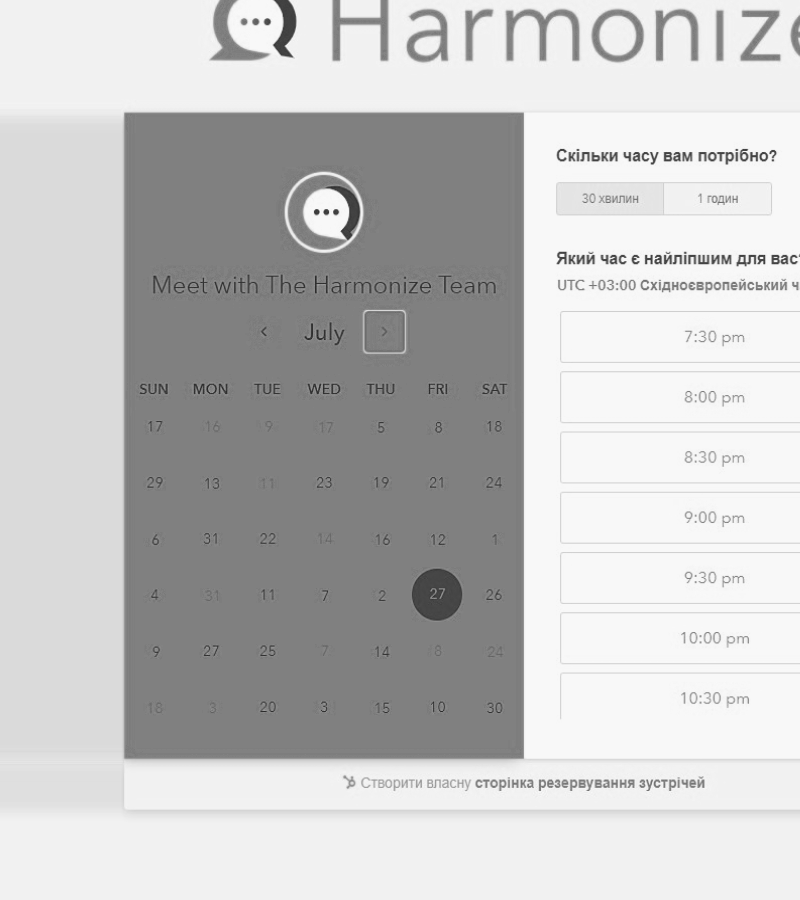 Harmonize
Meet with The Harmonize Team
July
SUN MON TUE WED THU FRI SAT
17 16 9 17 5 8 18
29 13 11 23 19 21 24
6 31 22 14 16 12 1
4 31 11 7 2 27 26
9 27 25 7 14 8 24
18 3 20 3 15 10 30
Скільки часу вам потрібно?
30 хвилин 1 годин
Який час є найліпшим для вас
UTC +03:00 Східноєвропейський ч
7:30 pm
8:00 pm
8:30 pm
9:00 pm
9:30 pm
10:00 pm
10:30 pm
Створити власну сторінка резервування зустрічей